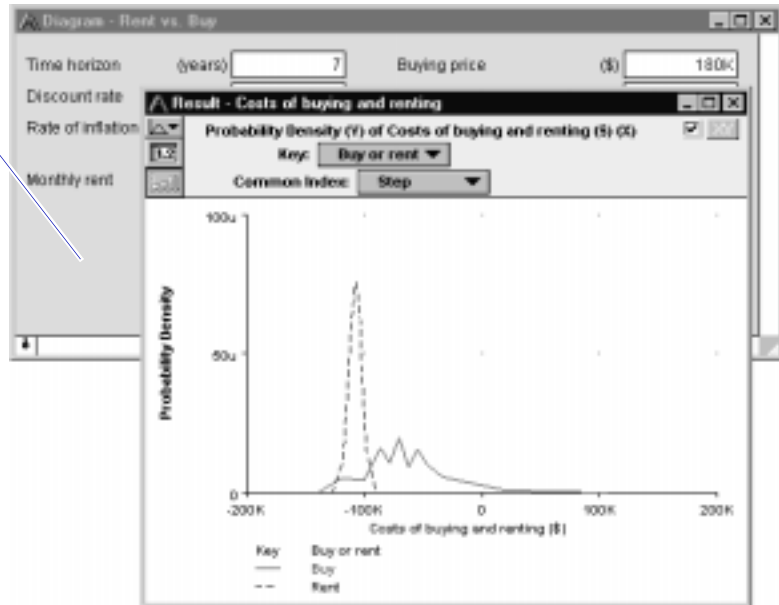 Diagram - Rent vs. Buy
Time horizon (years) 7 Buying price ($) 180K
Discount rate
Rate of inflation
Monthly rent
Result - Costs of buying and renting
Probability Density (Y) of Costs of buying and renting ($) (X)
Key: Buy or rent
Common Index: Step
1.2
100u
50u
0
Probability Density
-200K -100K 0 100K 200K
Costs of buying and renting ($)
Key Buy or rent
Buy
Rent